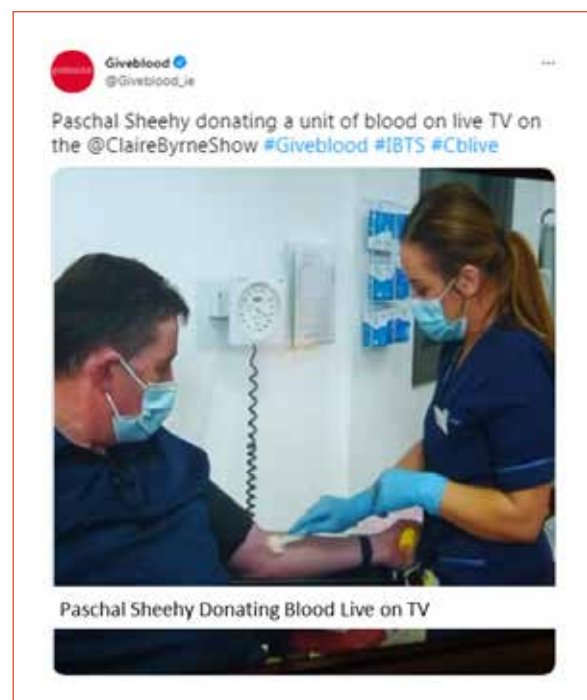 Giveblood
@Giveblood_ie
Paschal Sheehy donating a unit of blood on live TV on
the @ClaireByrneShow #Giveblood #IBTS #Cblive
Paschal Sheehy Donating Blood Live on TV